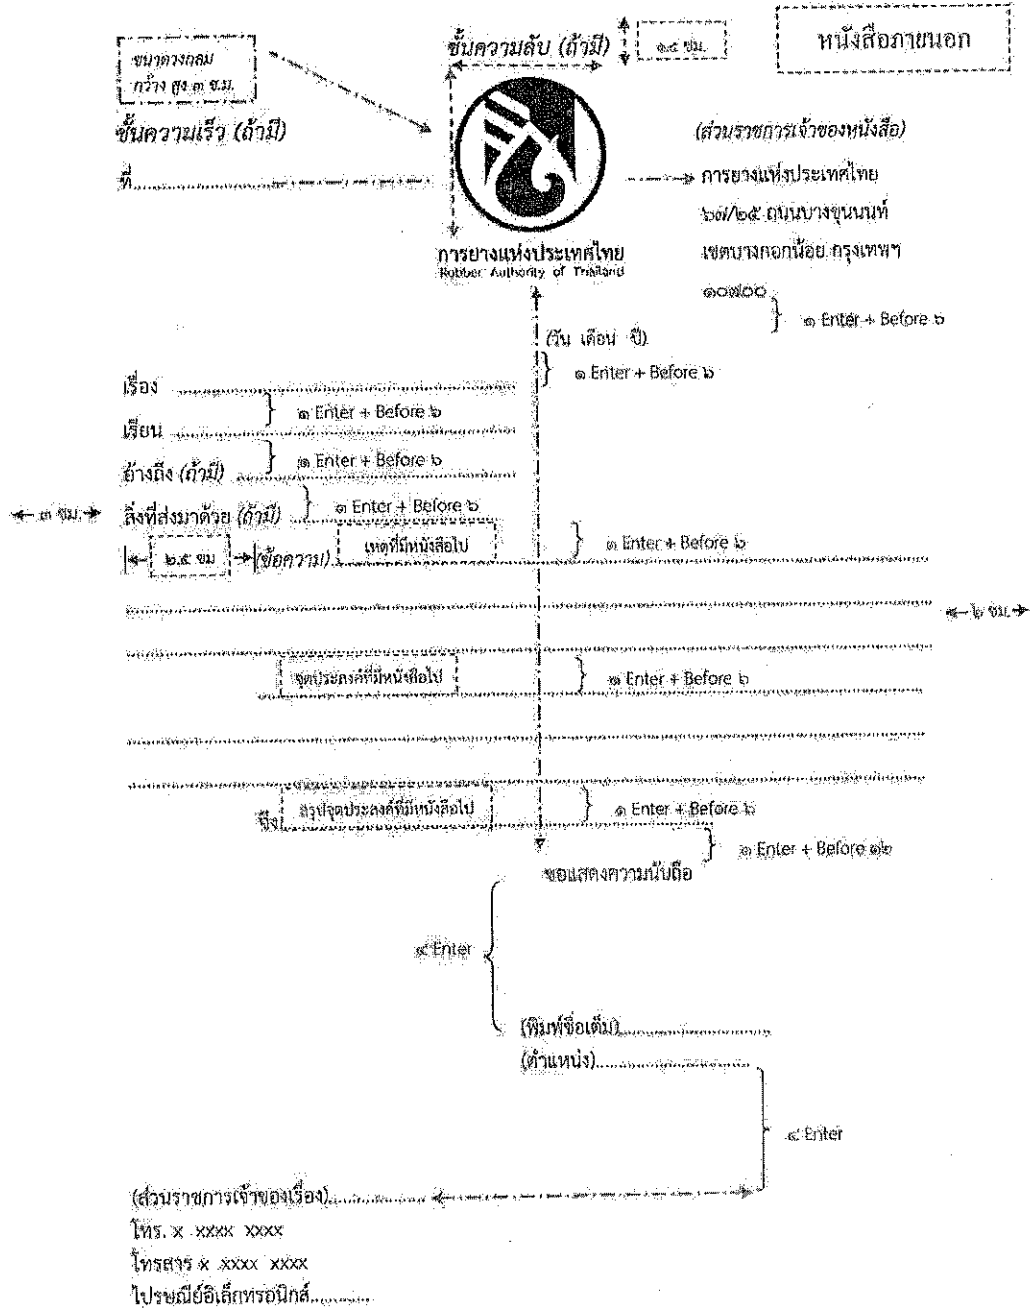 ชั้นความลับ (ถ้ามี)
๑.๕ ซม.
หนังสือภายนอก
ขนาดวงกลม
กว้าง สูง ๓ ซ.ม.
ชั้นความเร็ว (ถ้ามี)
(ส่วนราชการเจ้าของหนังสือ)
ที่
การยางแห่งประเทศไทย
๖๗/๒๕ ถนนบางขุนนนท์
เขตบางกอกน้อย กรุงเทพฯ
๑๐๗๐๐
การยางแห่งประเทศไทย
Rubber Authority of Thailand
๑ Enter + Before ๖
(วัน เดือน ปี)
๑ Enter + Before ๖
เรื่อง
๑ Enter + Before ๖
เรียน
๑ Enter + Before ๖
อ้างถึง (ถ้ามี)
๑ Enter + Before ๖
๓ ซม.
สิ่งที่ส่งมาด้วย (ถ้ามี)
๑ Enter + Before ๖
๒.๕ ซม
(ข้อความ)
เหตุที่มีหนังสือไป
๒ ซม.
จุดประสงค์ที่มีหนังสือไป
๑ Enter + Before ๖
จึง
สรุปจุดประสงค์ที่มีหนังสือไป
๑ Enter + Before ๖
๑ Enter + Before ๑๒
ขอแสดงความนับถือ
๔ Enter
(พิมพ์ชื่อเต็ม)
(ตำแหน่ง)
๔ Enter
(ส่วนราชการเจ้าของเรื่อง)
โทร. x xxxx xxxx
โทรสาร x xxxx xxxx
ไปรษณีย์อิเล็กทรอนิกส์